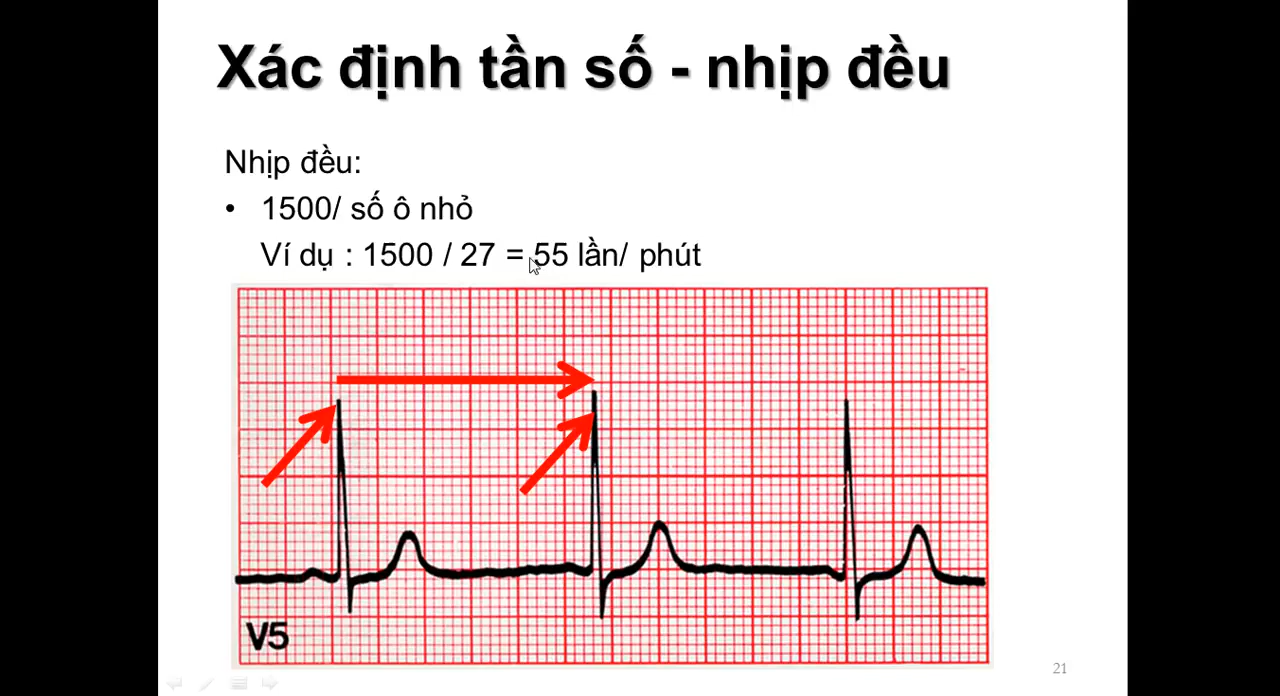 Xác định tần số - nhịp đều
Nhịp đều:
• 1500/ số ô nhỏ
Ví dụ : 1500 / 27 = 55 lần/ phút
V5
21